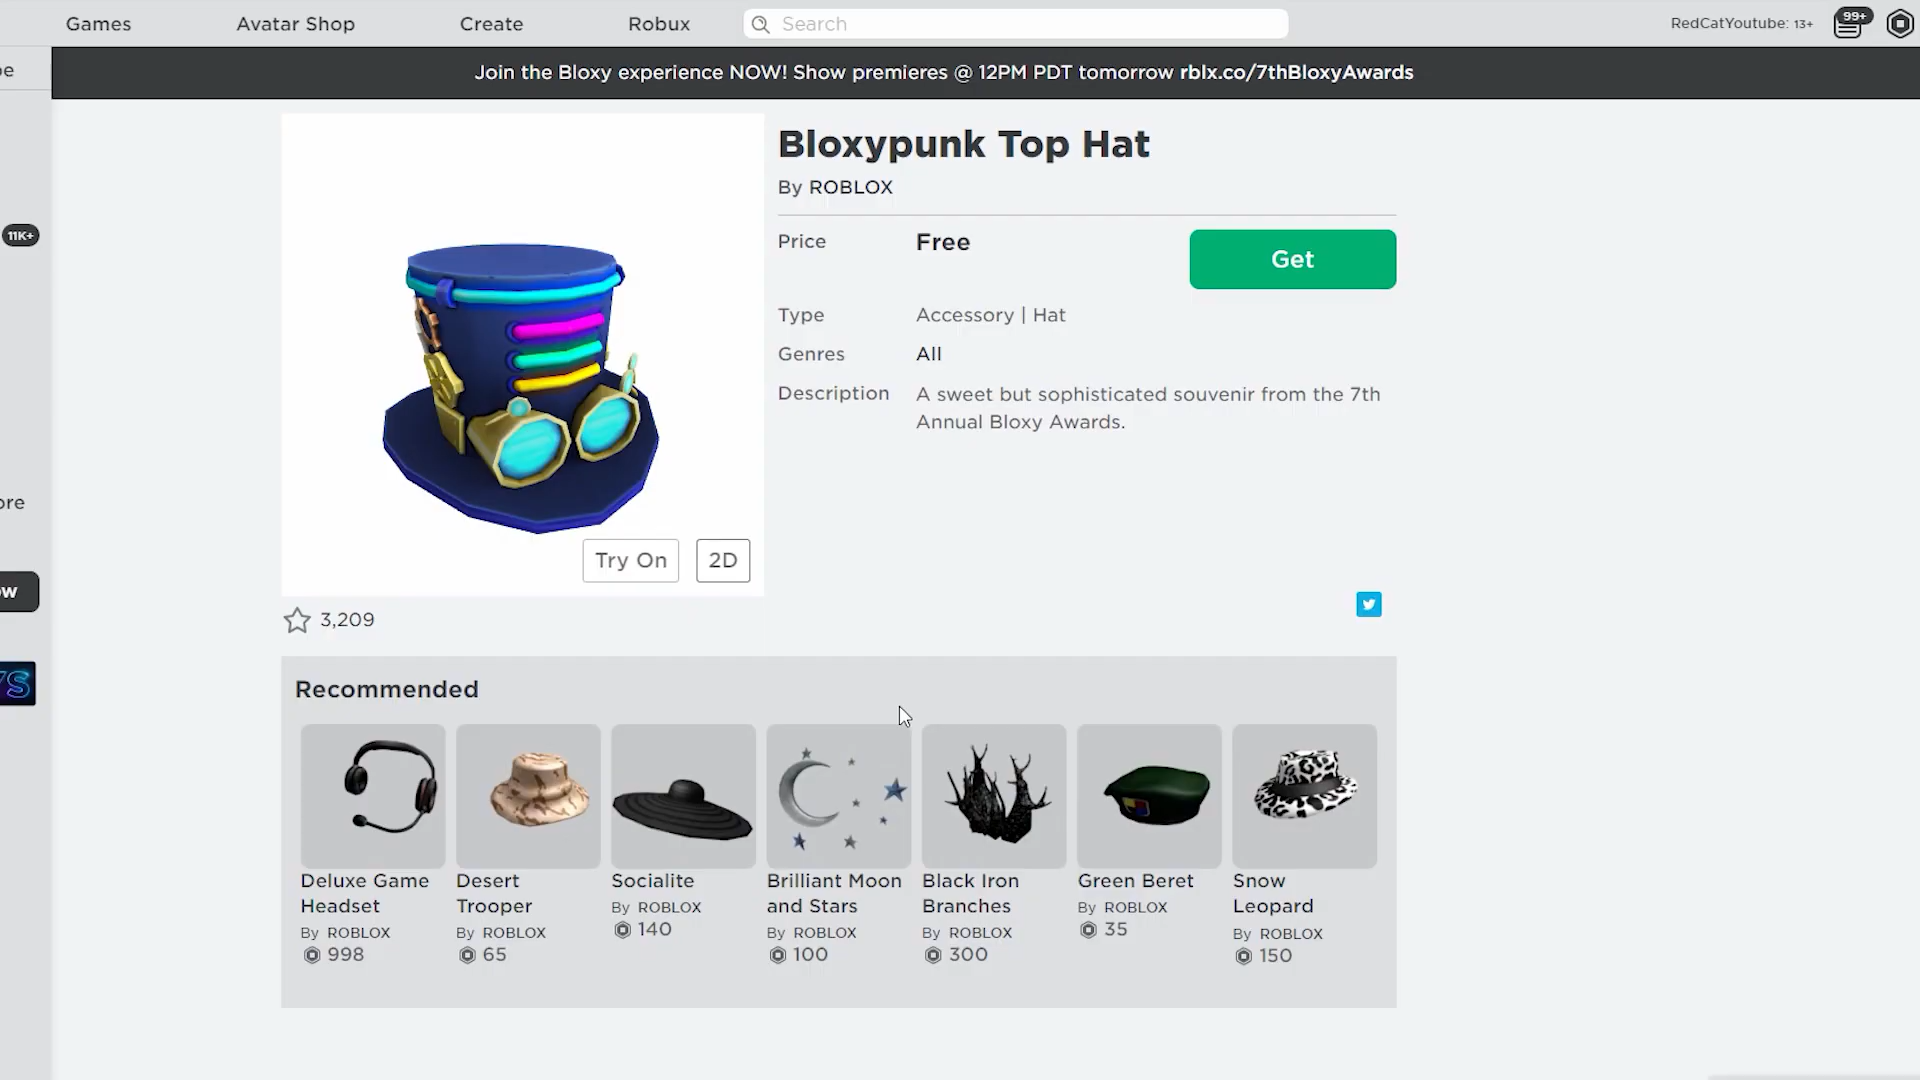 Games Avatar Shop Create Robux Search RedCatYoutube: 13+ 99+
Join the Bloxy experience NOW! Show premieres @ 12PM PDT tomorrow rblx.co/7thBloxyAwards
Bloxypunk Top Hat
By ROBLOX
Price Free Get
Type Accessory | Hat
Genres All
Description A sweet but sophisticated souvenir from the 7th
Annual Bloxy Awards.
11K+
Try On 2D
3,209
Recommended
Deluxe Game
Headset
By ROBLOX
998
Desert
Trooper
By ROBLOX
65
Socialite
By ROBLOX
140
Brilliant Moon
and Stars
By ROBLOX
100
Black Iron
Branches
By ROBLOX
300
Green Beret
By ROBLOX
35
Snow
Leopard
By ROBLOX
150